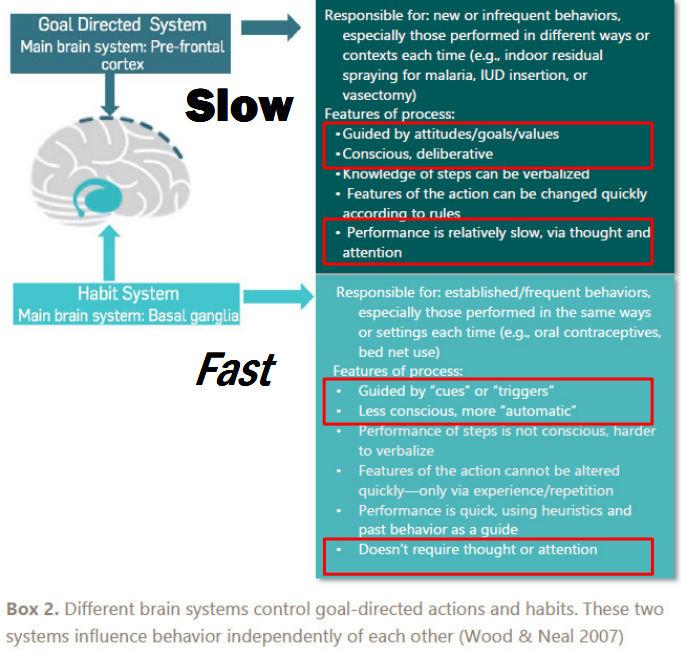 Goal Directed System
Main brain system: Pre-frontal
cortex
Slow
Responsible for: new or infrequent behaviors,
especially those performed in different ways or
contexts each time (e.g., indoor residual
spraying for malaria, IUD insertion, or
vasectomy)
Features of process:
•Guided by attitudes/goals/values
•Conscious, deliberative
•Knowledge of steps can be verbalized
• Features of the action can be changed quickly
according to rules
• Performance is relatively slow, via thought and
attention
Habit System
Main brain system: Basal ganglia
Fast
Responsible for: established/frequent behaviors,
especially those performed in the same ways
or settings each time (e.g., oral contraceptives,
bed net use)
Features of process:
• Guided by “cues” or “triggers”
• Less conscious, more “automatic”
• Performance of steps is not conscious, harder
to verbalize
• Features of the action cannot be altered
quickly—only via experience/repetition
• Performance is quick, using heuristics and
past behavior as a guide
• Doesn’t require thought or attention
Box 2. Different brain systems control goal-directed actions and habits. These two
systems influence behavior independently of each other (Wood & Neal 2007)